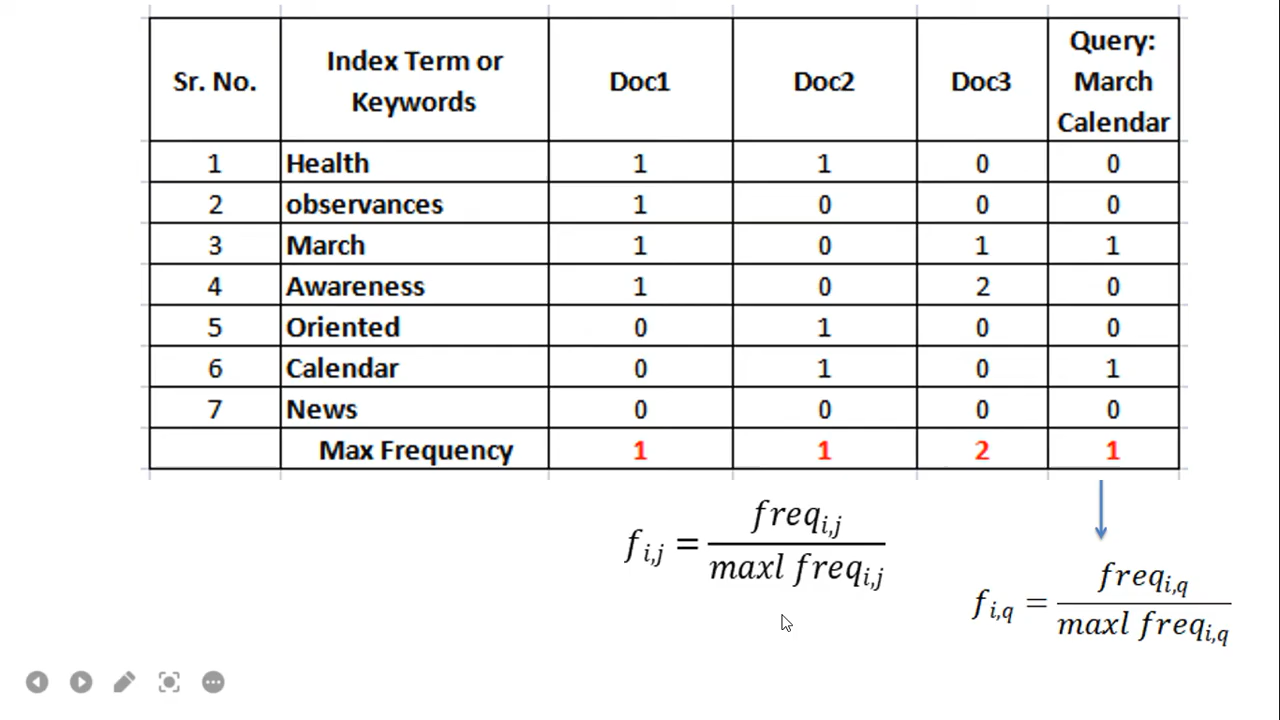 Sr. No. Index Term or Keywords Doc1 Doc2 Doc3 Query: March Calendar
1 Health 1 1 0 0
2 observances 1 0 0 0
3 March 1 0 1 1
4 Awareness 1 0 2 0
5 Oriented 0 1 0 0
6 Calendar 0 1 0 1
7 News 0 0 0 0
Max Frequency 1 1 2 1
f_{i,j} = freq_{i,j} / maxl freq_{i,j}
f_{i,q} = freq_{i,q} / maxl freq_{i,q}